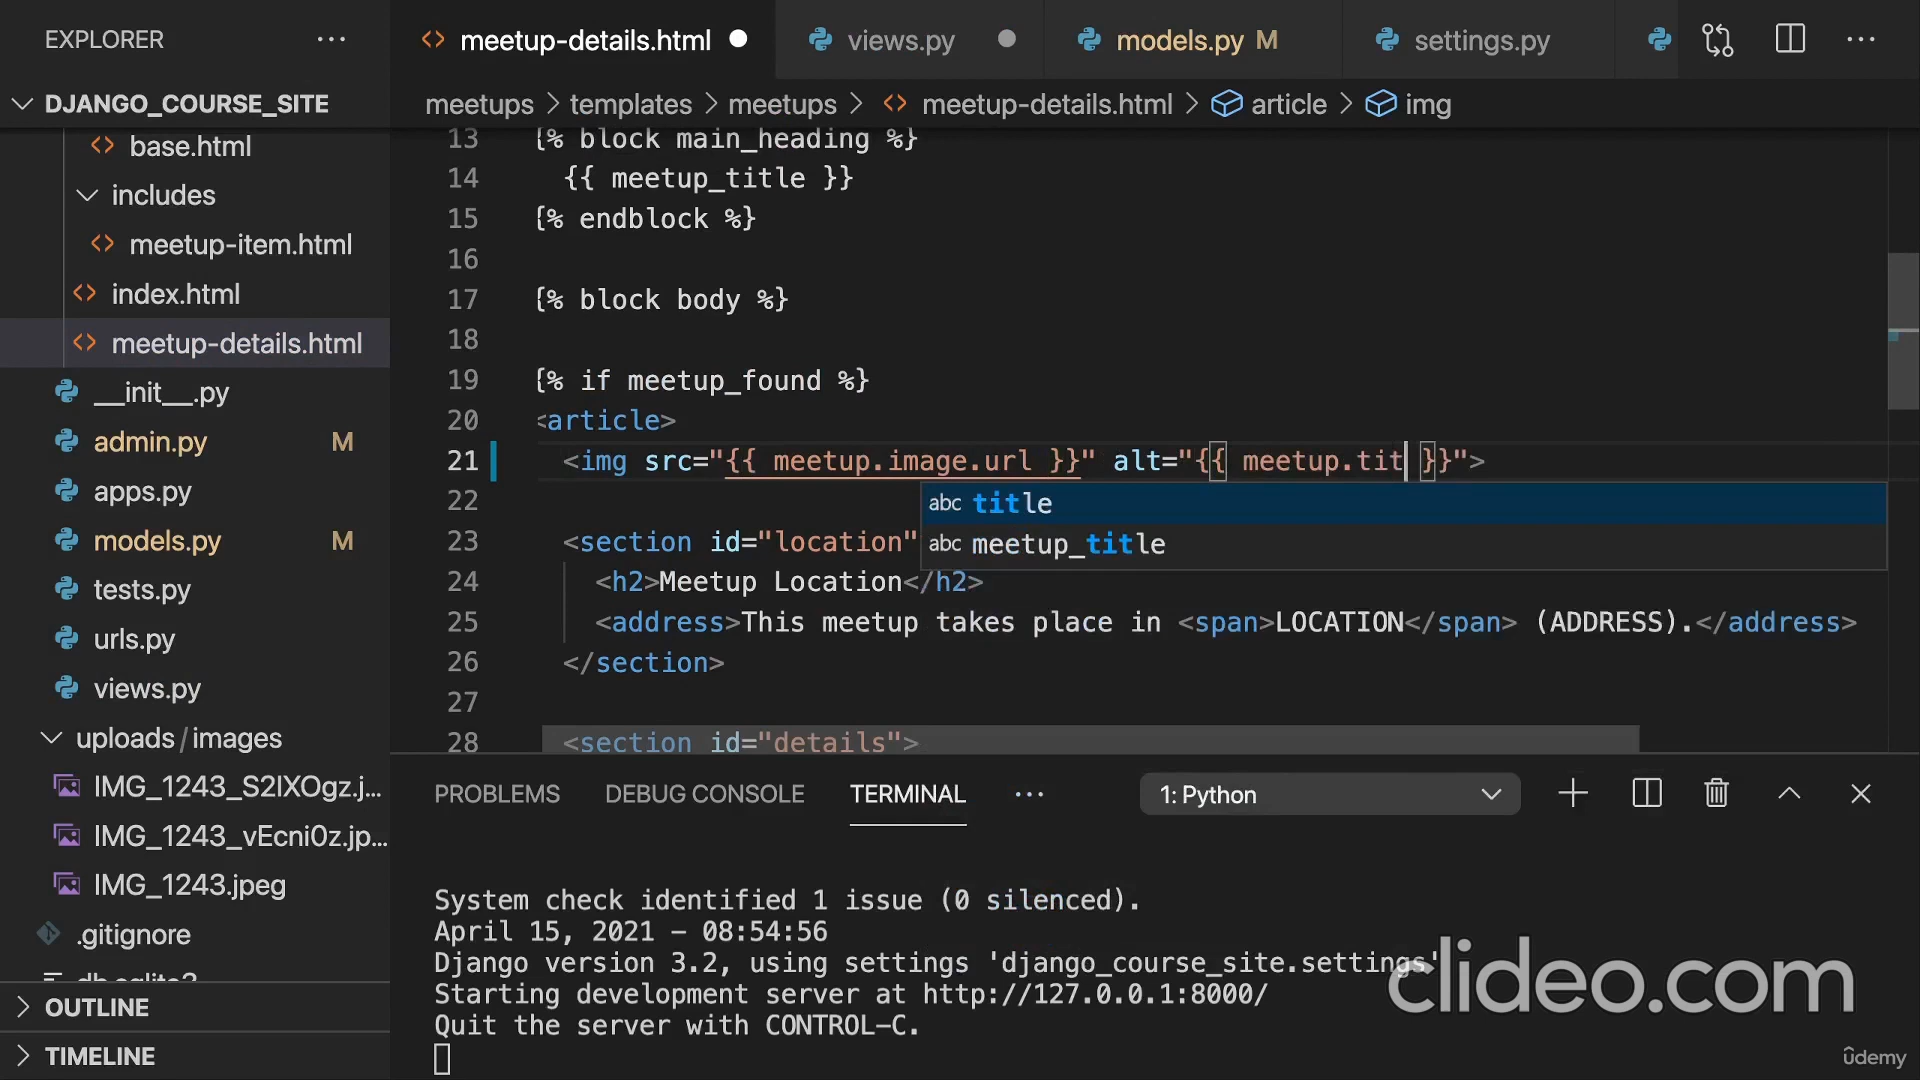 EXPLORER
DJANGO_COURSE_SITE
base.html
includes
meetup-item.html
index.html
meetup-details.html
__init__.py
admin.py M
apps.py
models.py M
tests.py
urls.py
views.py
uploads/images
IMG_1243_S2lXOgz.j...
IMG_1243_vEcni0z.jp...
IMG_1243.jpeg
.gitignore
db.sqlite3
OUTLINE
TIMELINE
meetup-details.html
views.py
models.py M
settings.py
meetups > templates > meetups > meetup-details.html > article > img
13 {% block main_heading %}
14 {{ meetup_title }}
15 {% endblock %}
16
17 {% block body %}
18
19 {% if meetup_found %}
20 <article>
21 <img src="{{ meetup.image.url }}" alt="{{ meetup.tit }}">
22
abc title
abc meetup_title
23 <section id="location"
24 <h2>Meetup Location</h2>
25 <address>This meetup takes place in <span>LOCATION</span> (ADDRESS).</address>
26 </section>
27
28 <section id="details">
PROBLEMS DEBUG CONSOLE TERMINAL ... 1: Python
System check identified 1 issue (0 silenced).
April 15, 2021 - 08:54:56
Django version 3.2, using settings 'django_course_site.settings'
Starting development server at http://127.0.0.1:8000/
Quit the server with CONTROL-C.
clideo.com
ûdemy